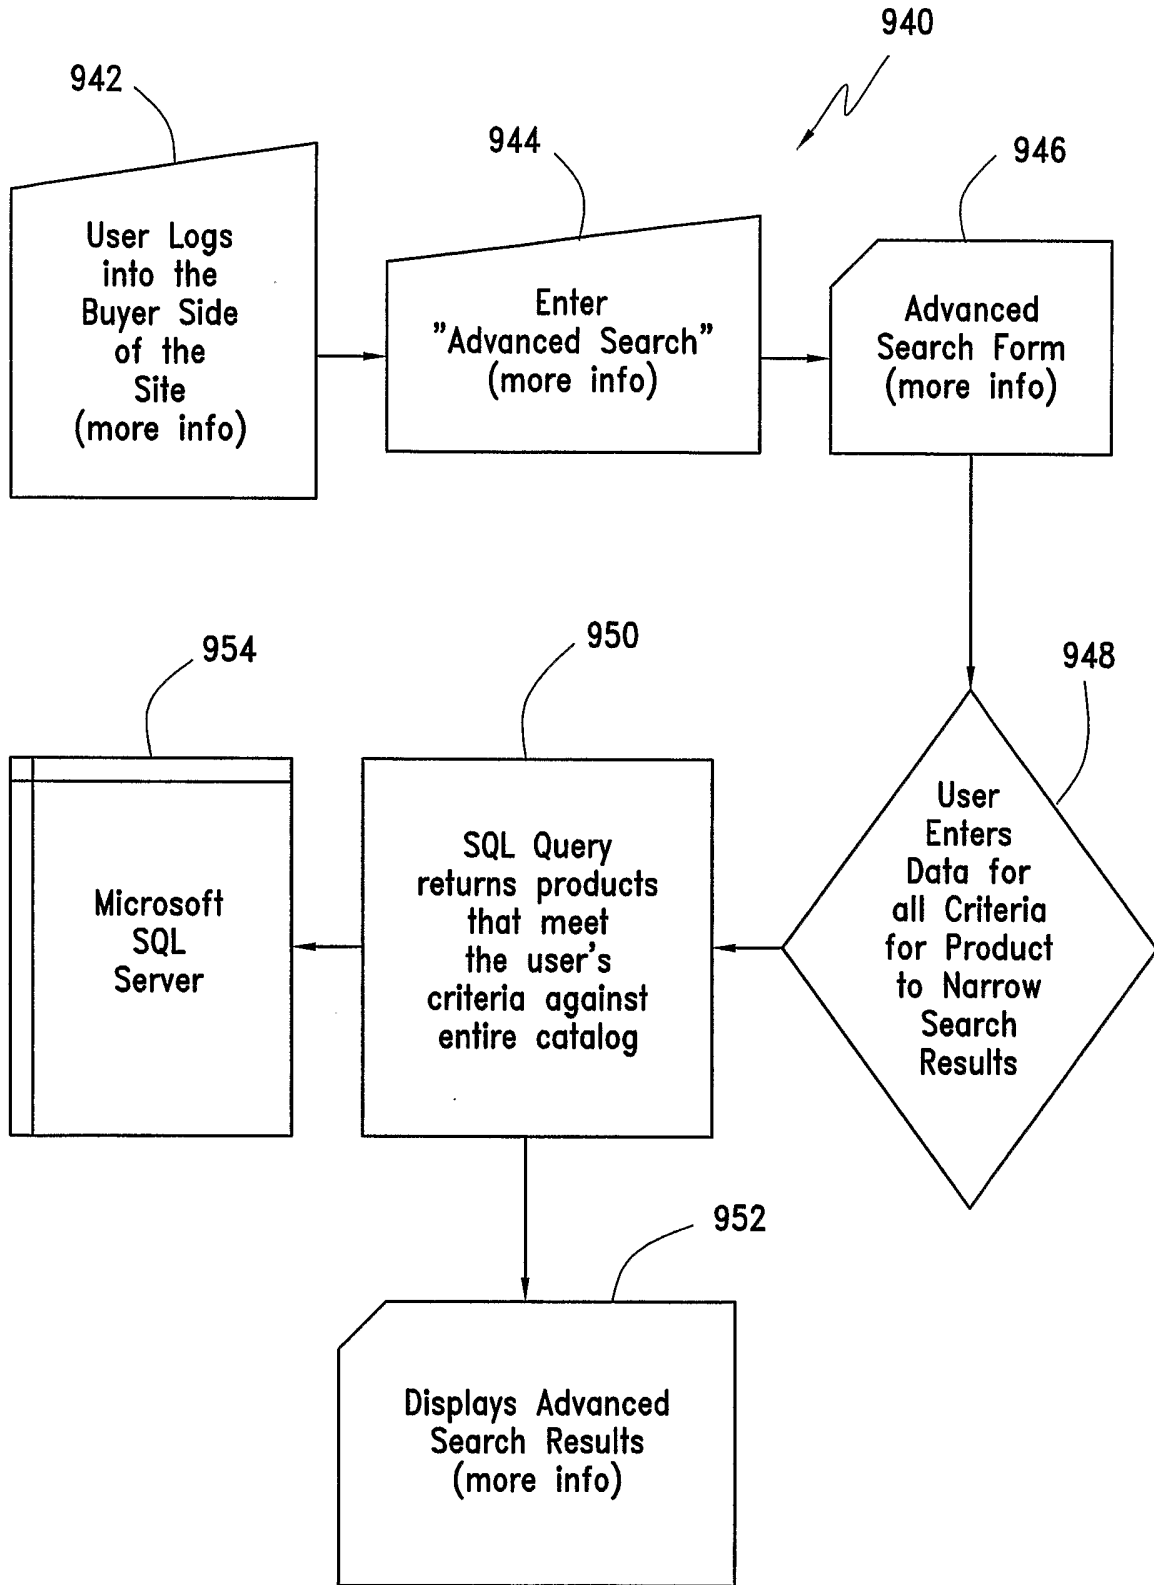 940
942
User Logs
into the
Buyer Side
of the
Site
(more info)
944
Enter
"Advanced Search"
(more info)
946
Advanced
Search Form
(more info)
948
User
Enters
Data for
all Criteria
for Product
to Narrow
Search
Results
950
SQL Query
returns products
that meet
the user's
criteria against
entire catalog
954
Microsoft
SQL
Server
952
Displays Advanced
Search Results
(more info)